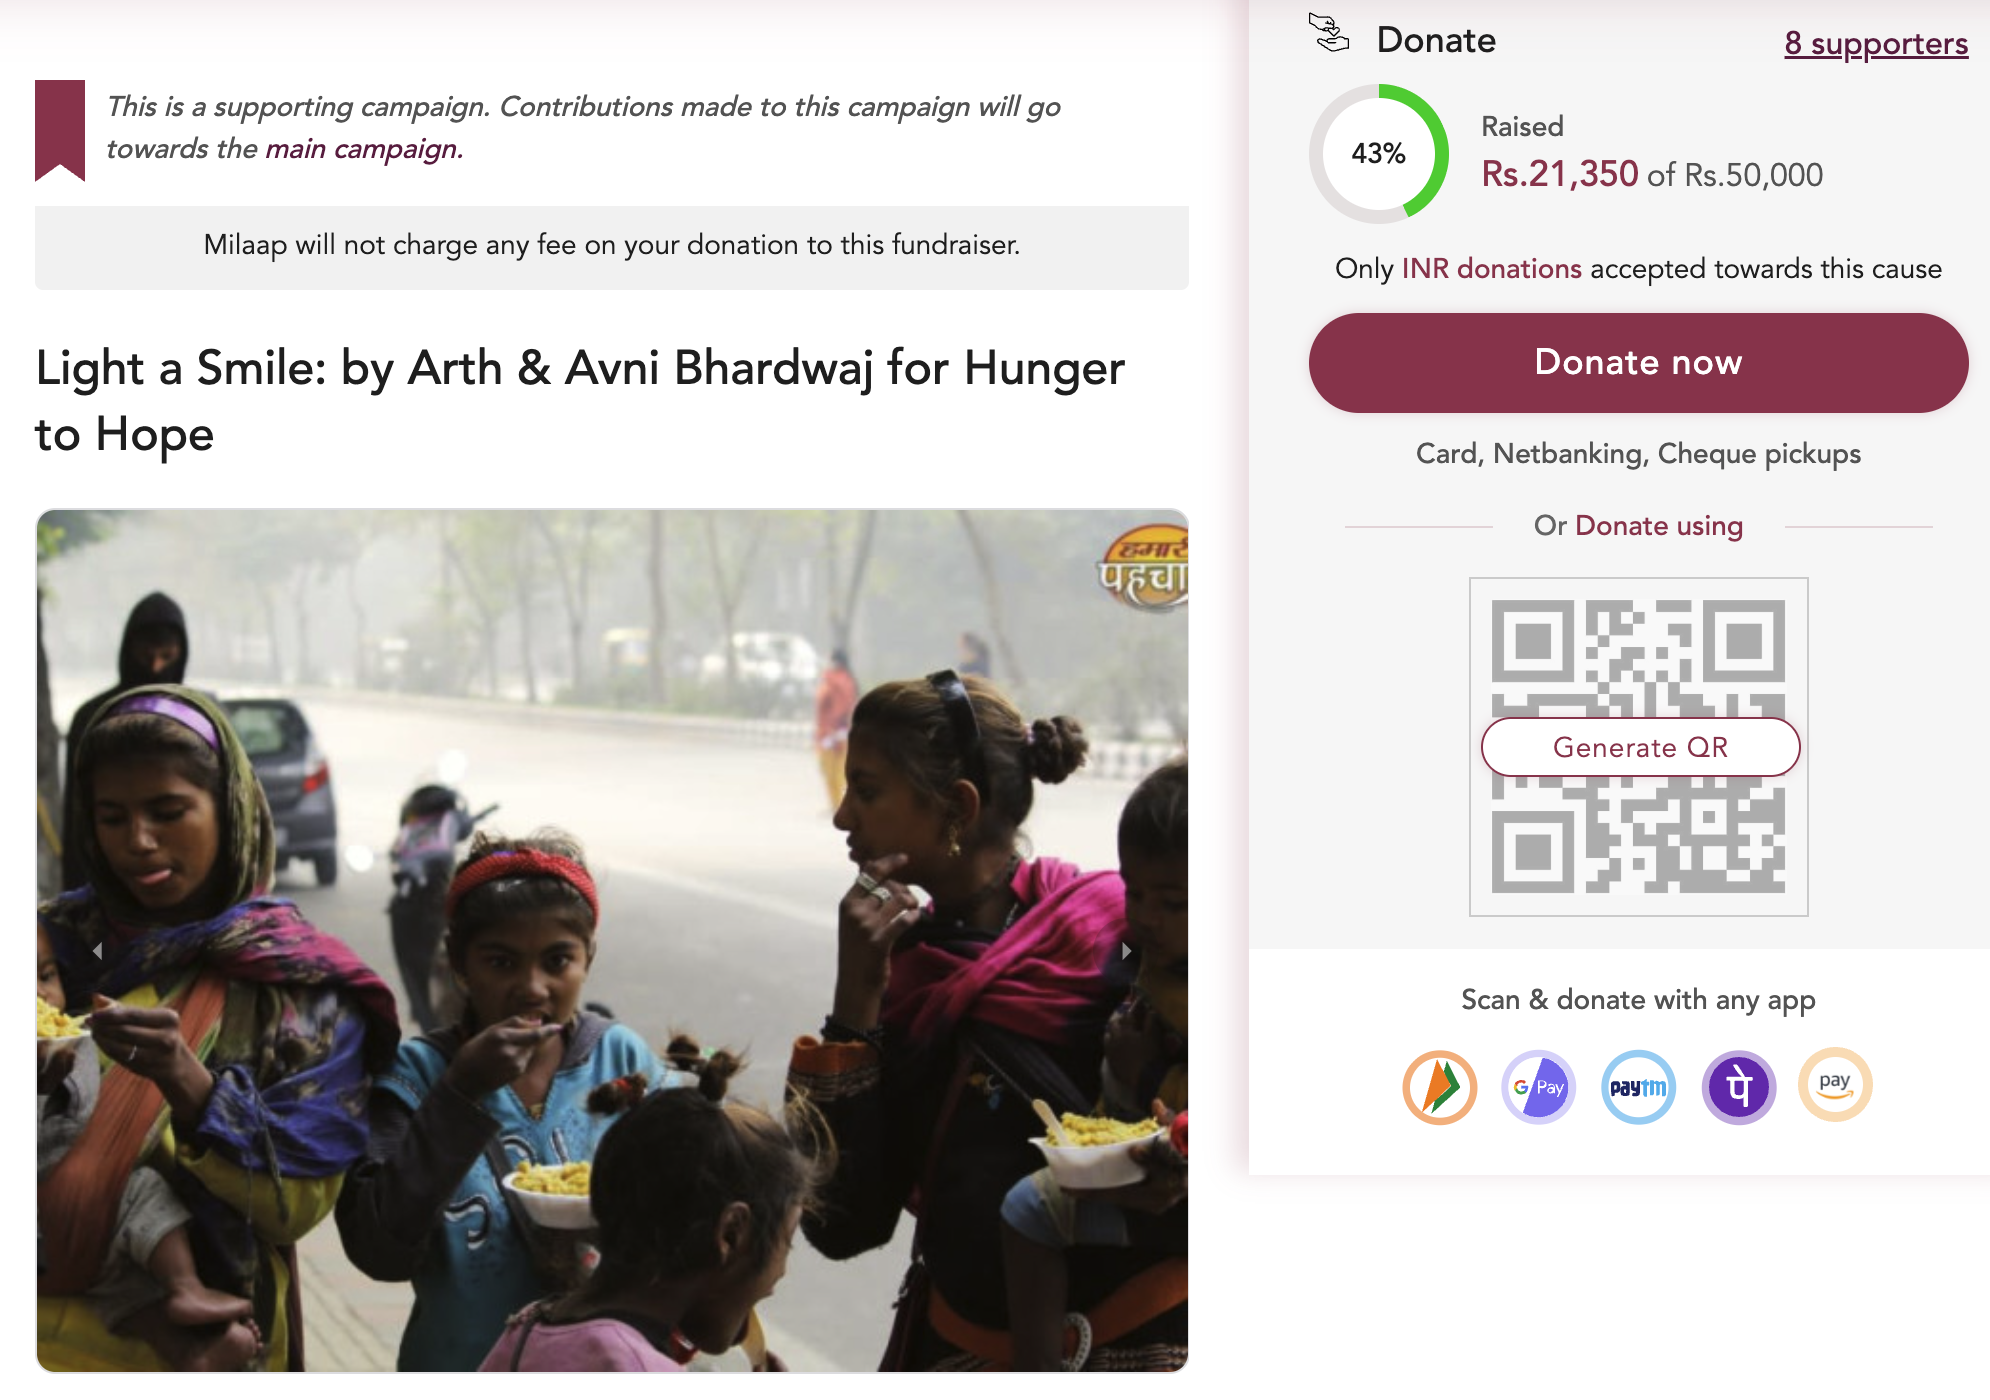 This is a supporting campaign. Contributions made to this campaign will go
towards the main campaign.
Milaap will not charge any fee on your donation to this fundraiser.
Light a Smile: by Arth & Avni Bhardwaj for Hunger
to Hope
हमारी
पहचा
Donate
8 supporters
43%
Raised
Rs.21,350 of Rs.50,000
Only INR donations accepted towards this cause
Donate now
Card, Netbanking, Cheque pickups
Or Donate using
Generate QR
Scan & donate with any app
G Pay
paytm
पे
pay